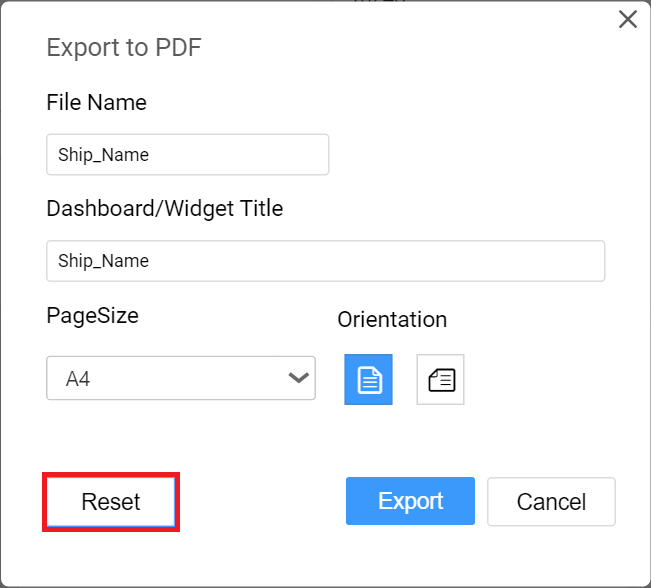 Export to PDF
File Name
Ship_Name
Dashboard/Widget Title
Ship_Name
PageSize
Orientation
A4
Reset
Export
Cancel